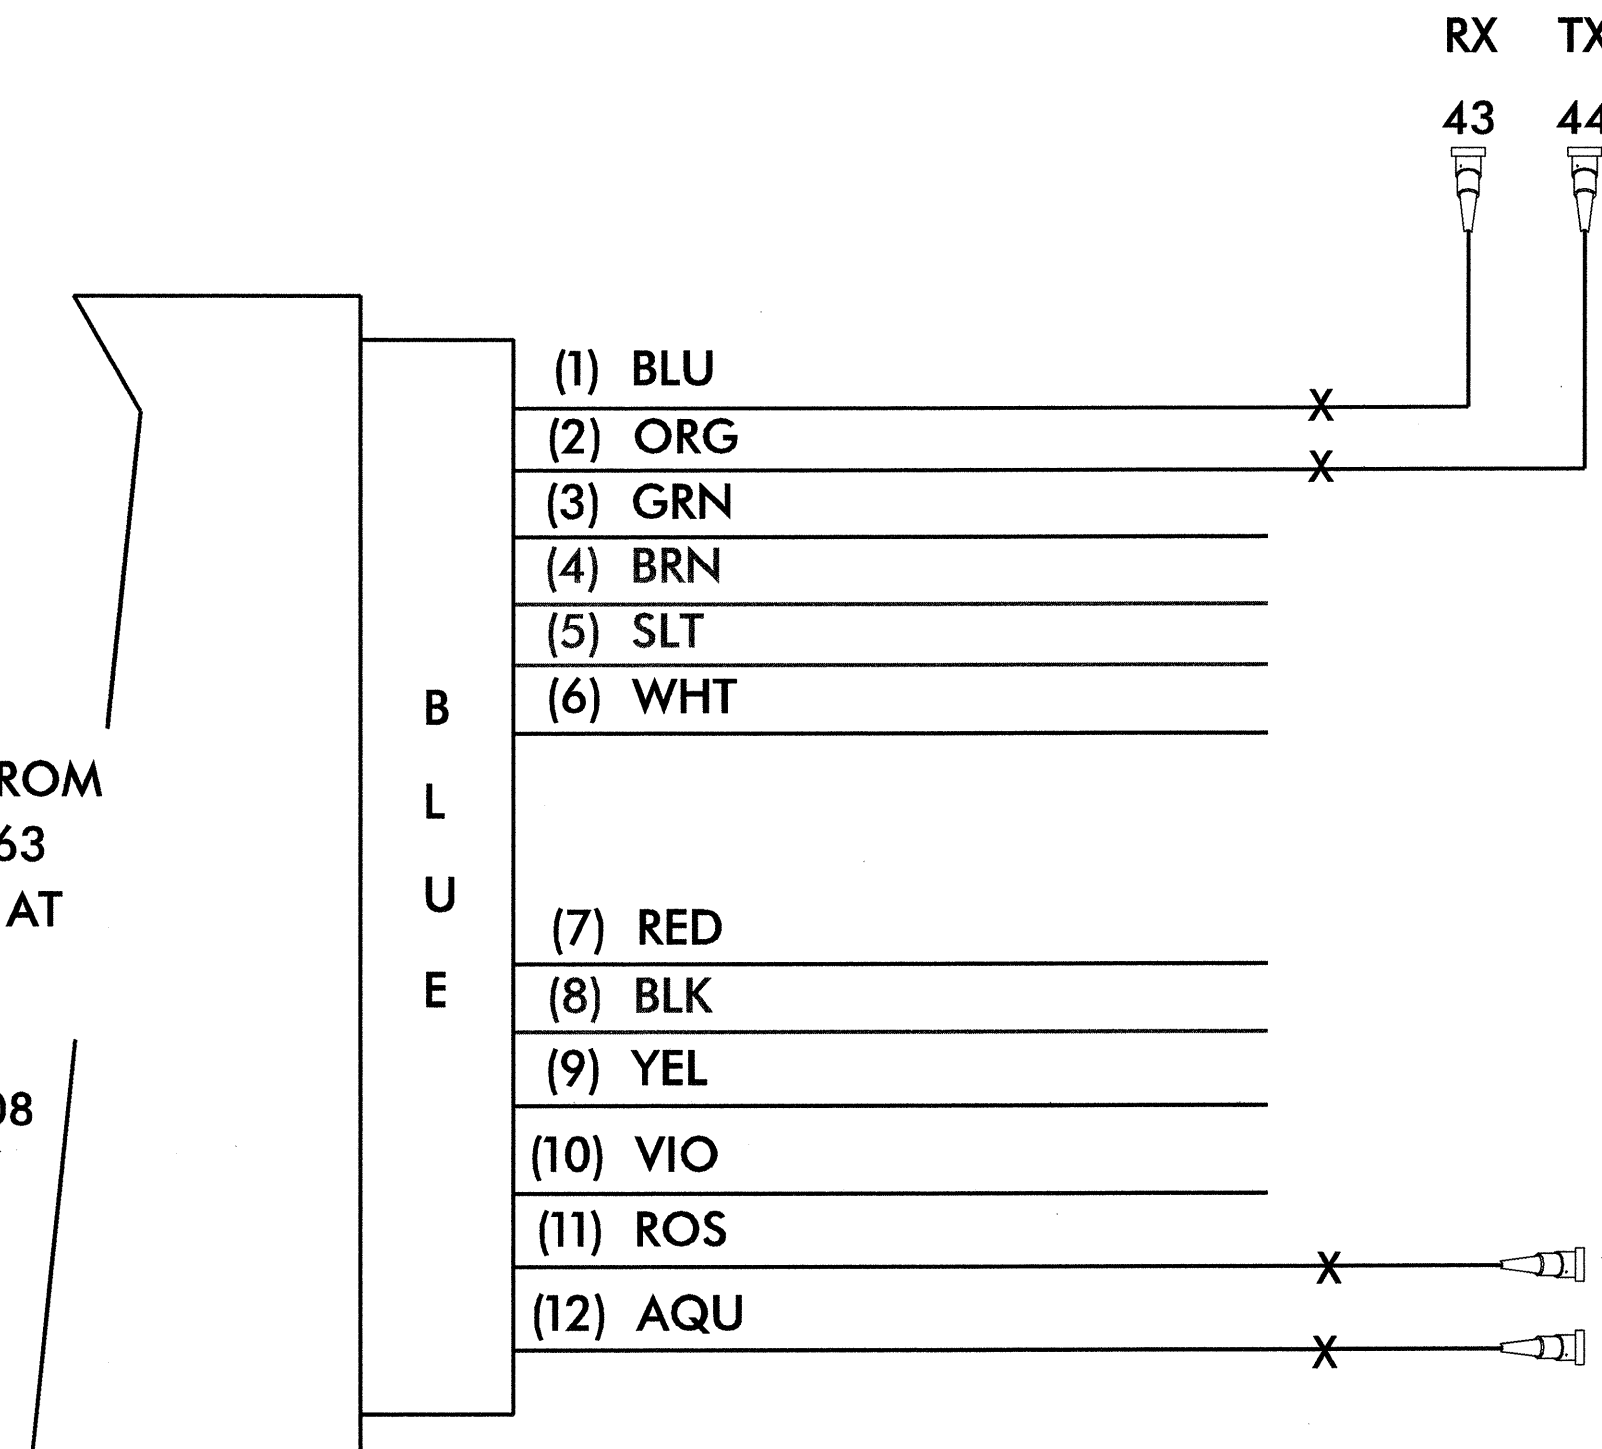 RX TX
43 44
(1) BLU
X
(2) ORG
X
(3) GRN
(4) BRN
(5) SLT
(6) WHT
B
L
U
E
ROM
63
AT
08
(7) RED
(8) BLK
(9) YEL
(10) VIO
(11) ROS
X
(12) AQU
X